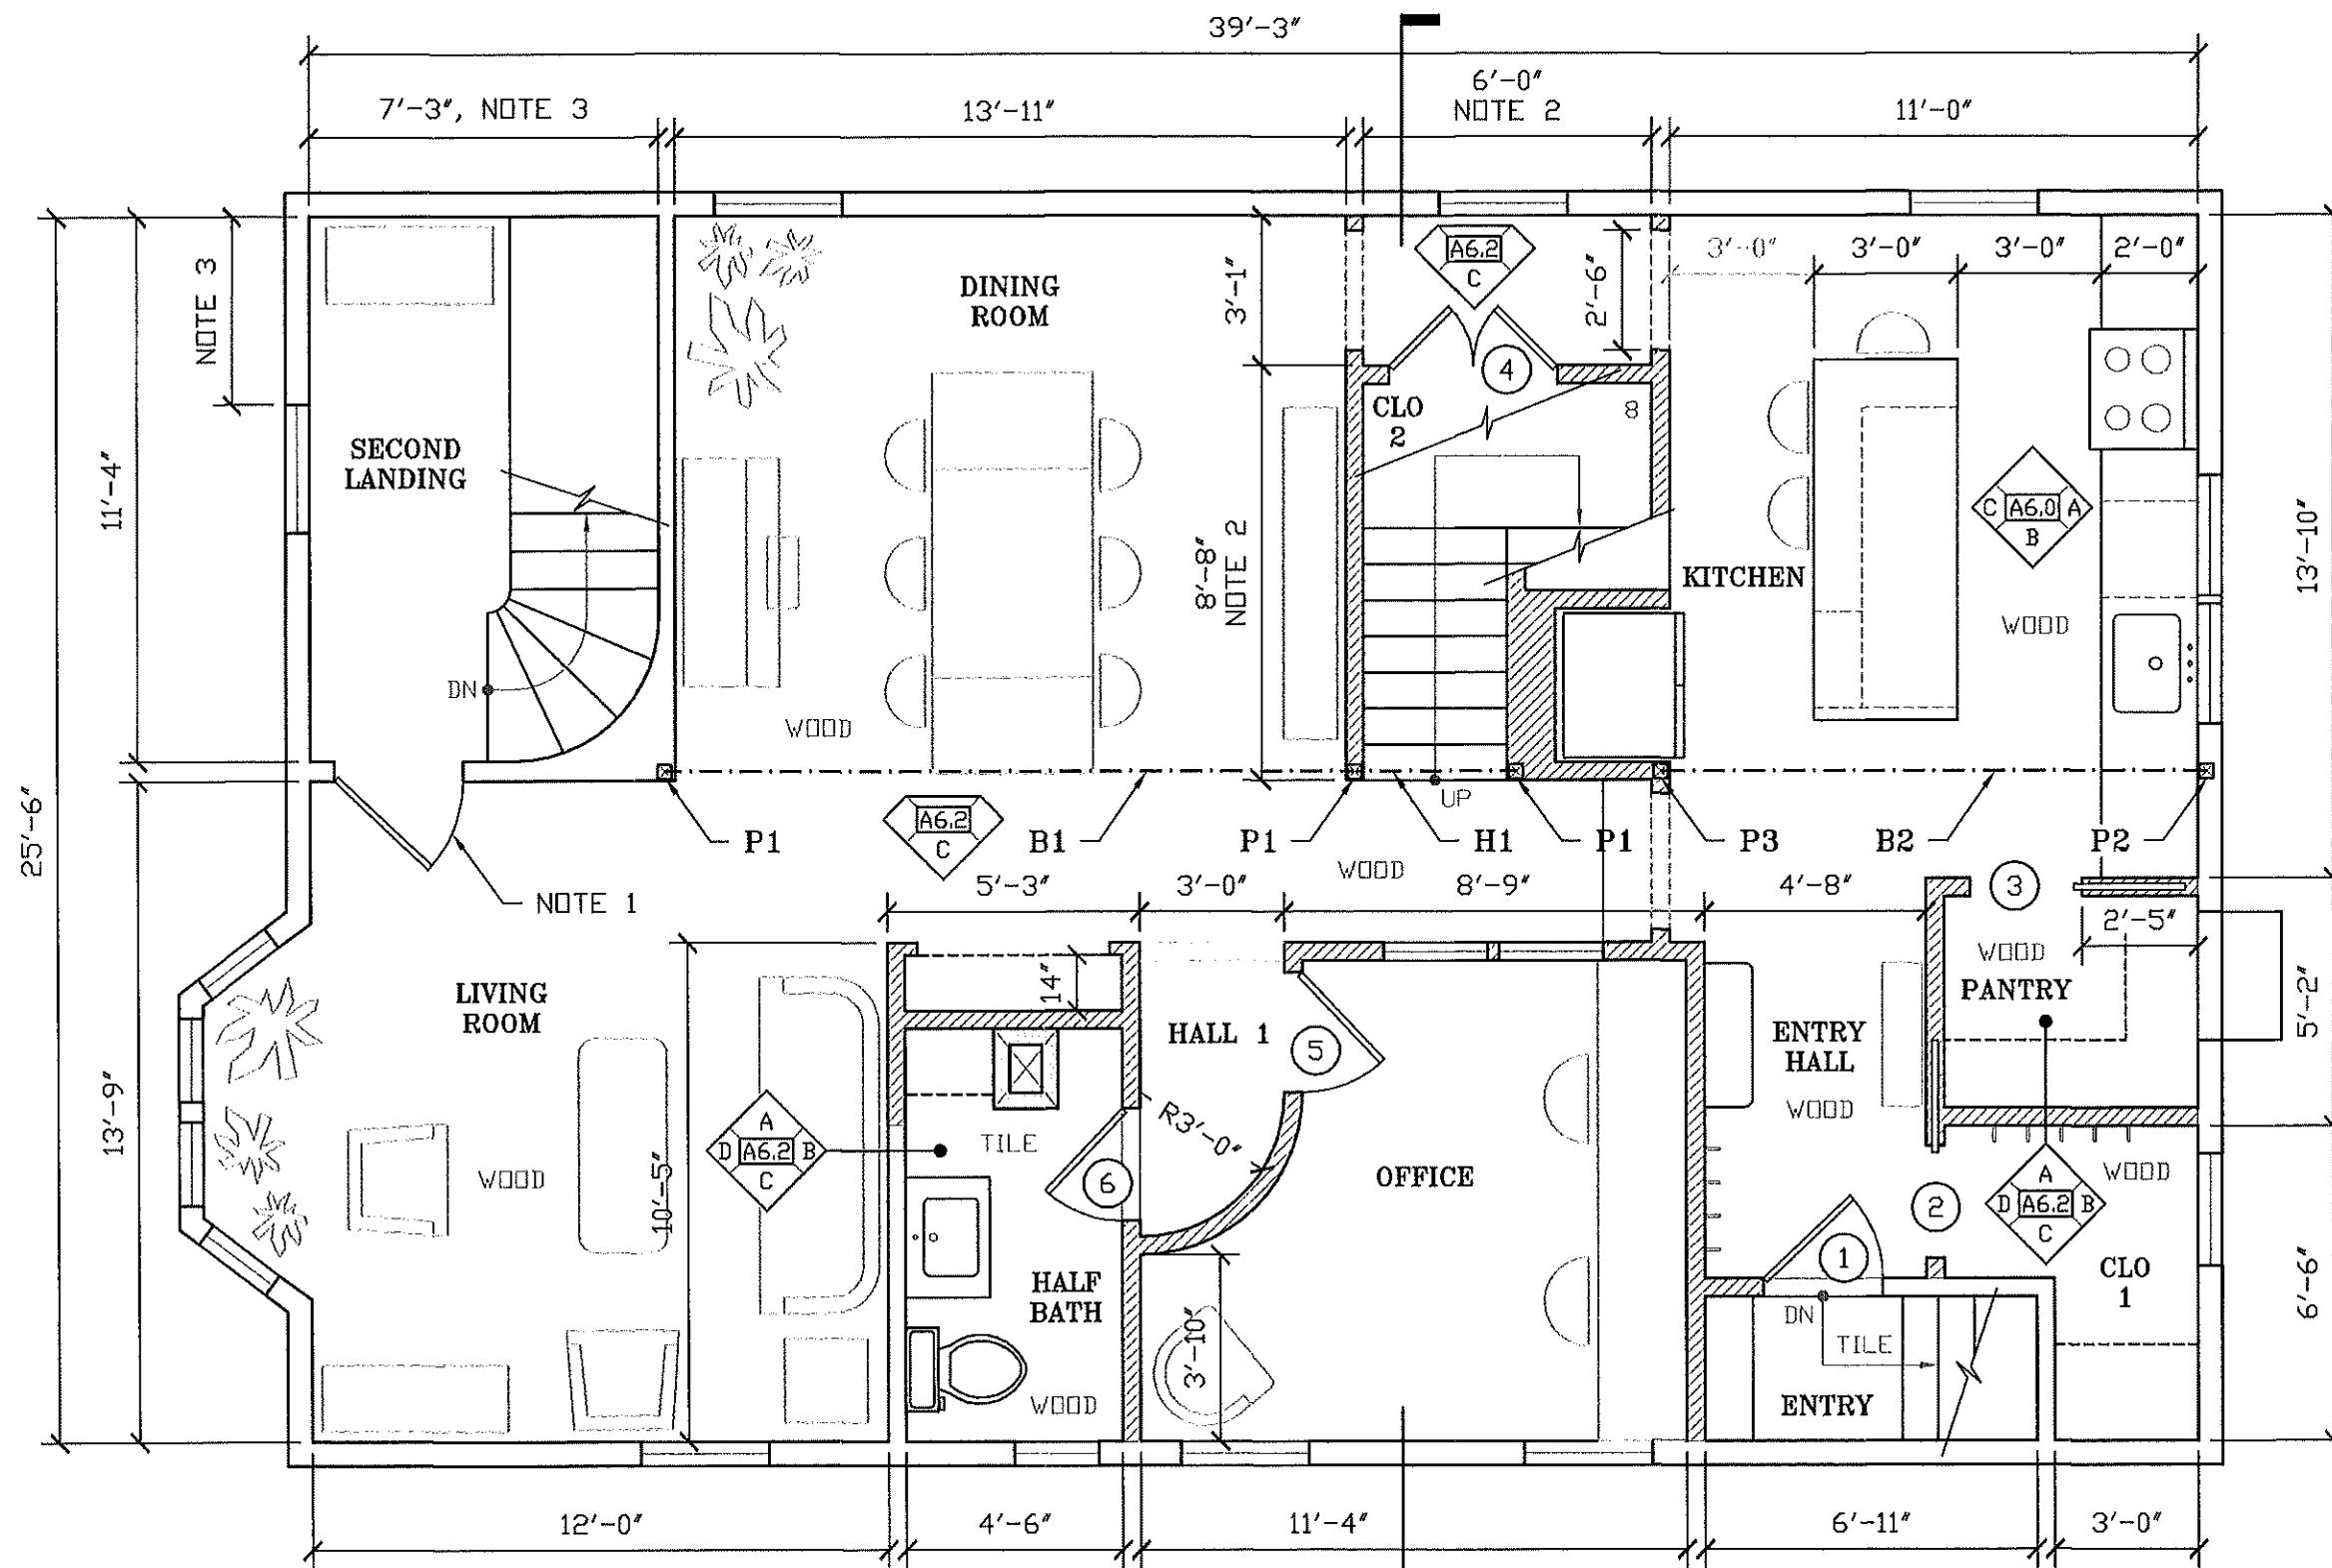 39'-3"
7'-3", NOTE 3
13'-11"
6'-0"
NOTE 2
11'-0"
NOTE 3
11'-4"
25'-6"
13'-9"
SECOND
LANDING
DN
DINING
ROOM
WOOD
3'-1"
8'-8"
NOTE 2
A6.2
C
2'-6"
4
CLO
2
8
UP
3'-0"
3'-0"
3'-0"
2'-0"
KITCHEN
WOOD
C
A6.0
A
B
13'-10"
P1
A6.2
C
B1
P1
H1
P1
P3
B2
P2
NOTE 1
WOOD
5'-3"
3'-0"
8'-9"
4'-8"
3
2'-5"
WOOD
PANTRY
5'-2"
LIVING
ROOM
WOOD
10'-5"
14"
HALL 1
5
R3'-0"
A
D
A6.2
B
C
TILE
6
HALF
BATH
WOOD
OFFICE
3'-10"
ENTRY
HALL
WOOD
2
1
A
D
A6.2
B
C
WOOD
CLO
1
6'-6"
DN
TILE
ENTRY
12'-0"
4'-6"
11'-4"
6'-11"
3'-0"